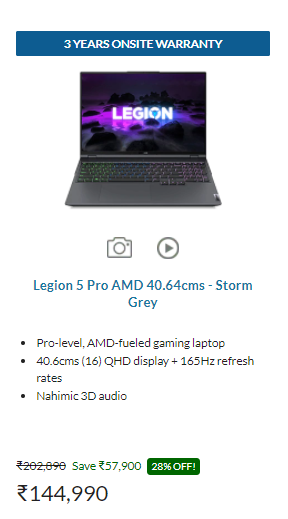 3 YEARS ONSITE WARRANTY
LEGION
Legion 5 Pro AMD 40.64cms - Storm
Grey
Pro-level, AMD-fueled gaming laptop
40.6cms (16) QHD display + 165Hz refresh
rates
Nahimic 3D audio
₹202,890 Save ₹57,900 28% OFF!
₹144,990